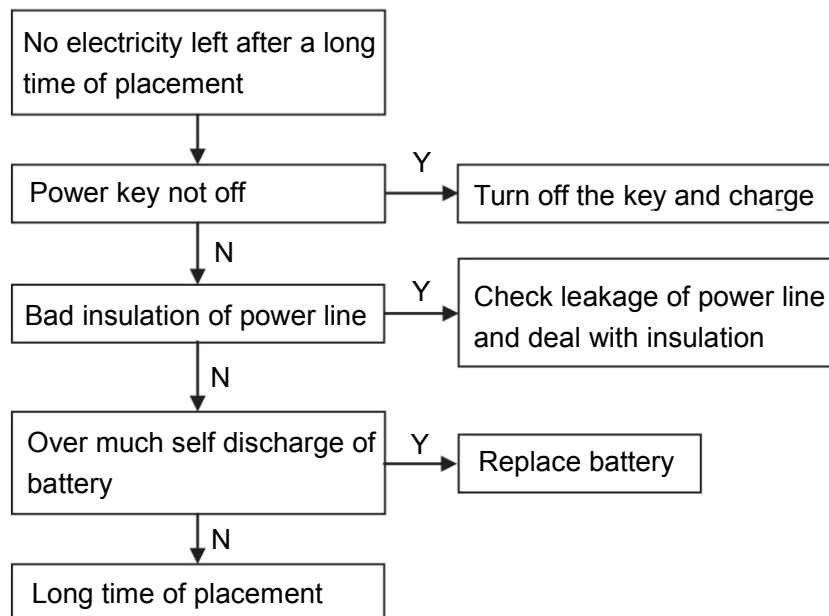 No electricity left after a long
time of placement
Power key not off
Y
Turn off the key and charge
N
Bad insulation of power line
Y
Check leakage of power line
and deal with insulation
N
Over much self discharge of
battery
Y
Replace battery
N
Long time of placement